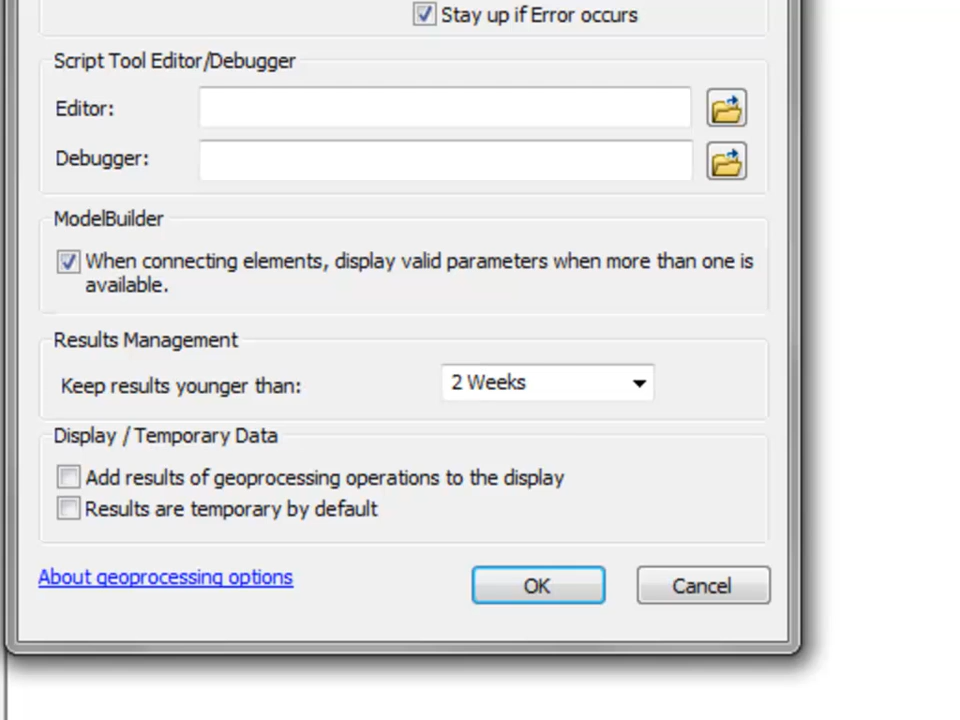 Stay up if Error occurs
Script Tool Editor/Debugger
Editor:
Debugger:
ModelBuilder
When connecting elements, display valid parameters when more than one is
available.
Results Management
Keep results younger than:
2 Weeks
Display / Temporary Data
Add results of geoprocessing operations to the display
Results are temporary by default
About geoprocessing options
OK
Cancel